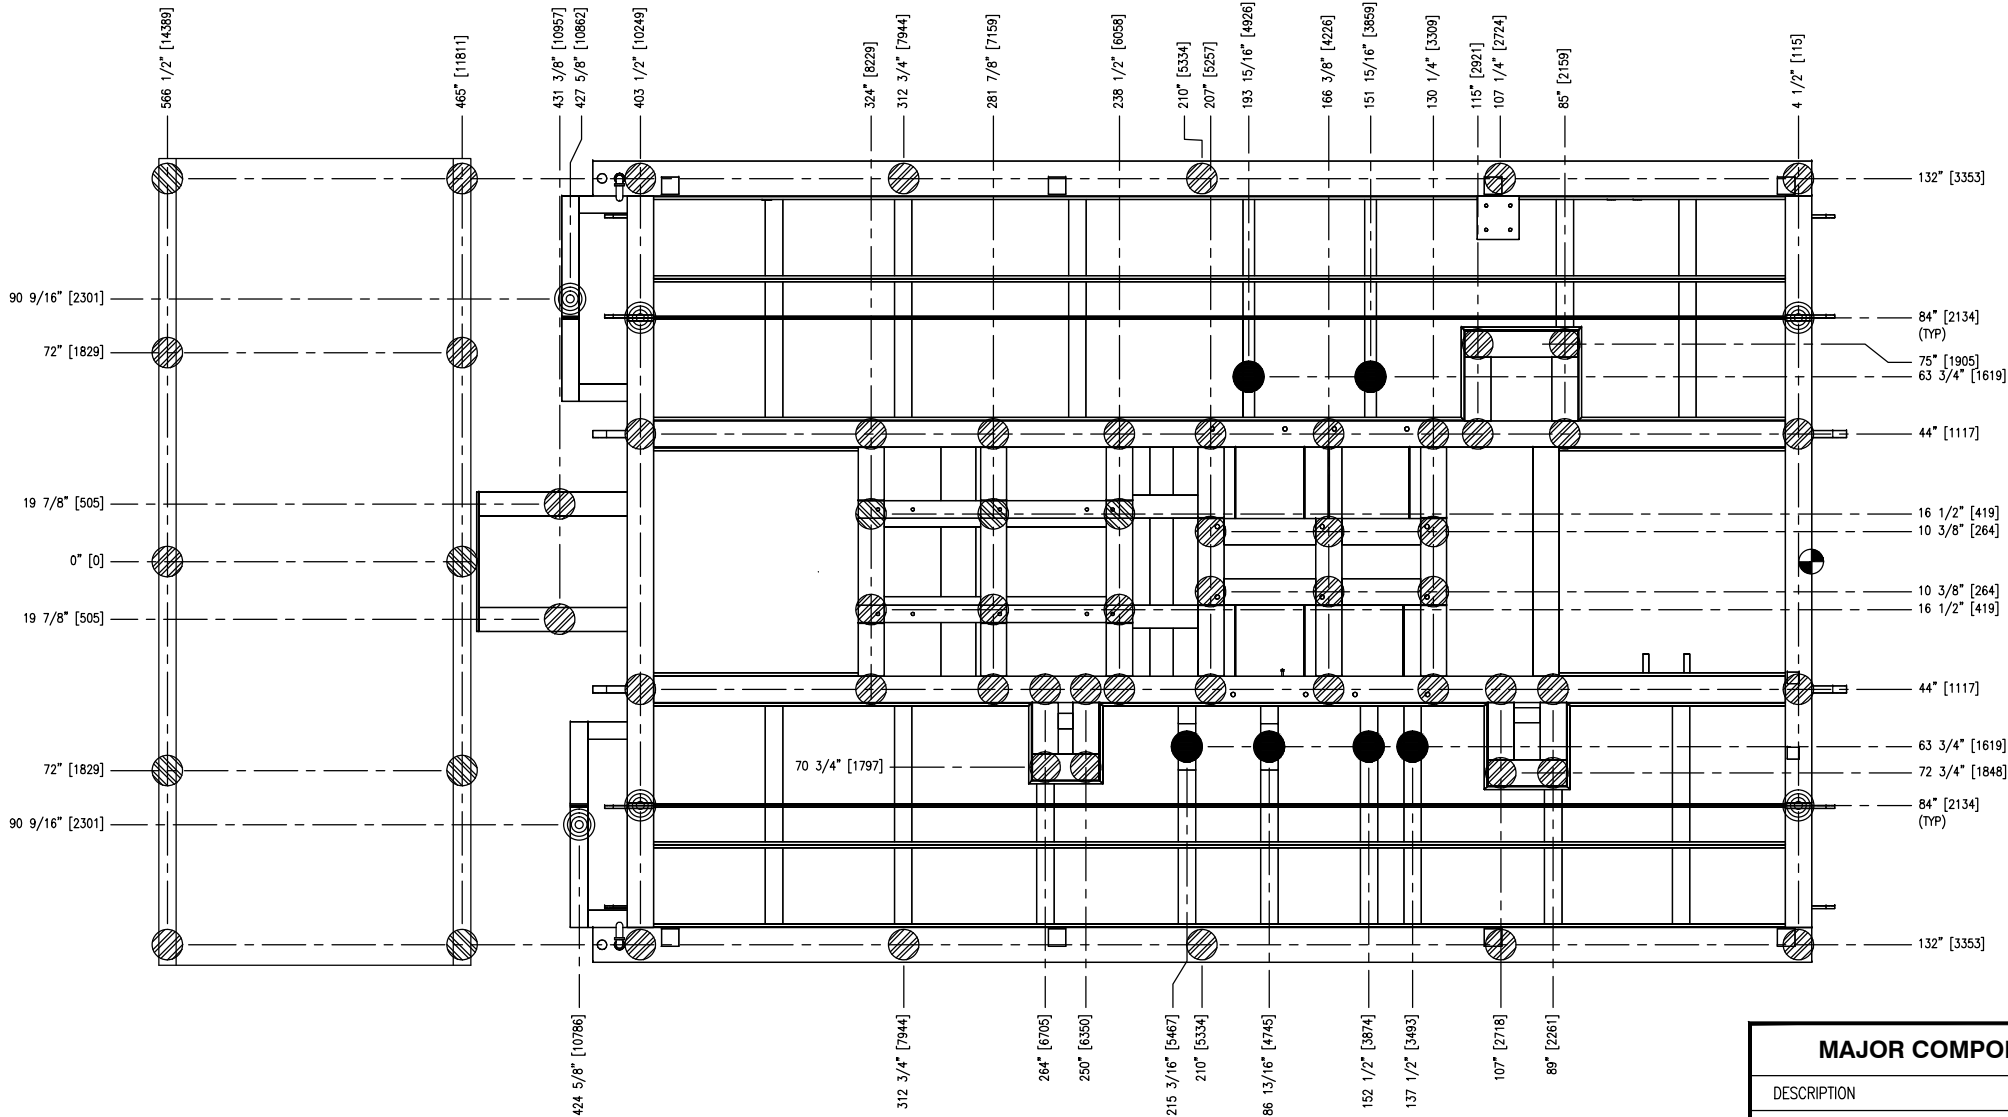 566 1/2" [14389]
465" [11811]
431 3/8" [10957]
427 5/8" [10862]
403 1/2" [10249]
324" [8229]
312 3/4" [7944]
281 7/8" [7159]
238 1/2" [6058]
210" [5334]
207" [5257]
193 15/16" [4926]
166 3/8" [4226]
151 15/16" [3859]
130 1/4" [3309]
115" [2921]
107 1/4" [2724]
85" [2159]
4 1/2" [115]
132" [3353]
90 9/16" [2301]
84" [2134]
(TYP)
72" [1829]
75" [1905]
63 3/4" [1619]
44" [1117]
19 7/8" [505]
16 1/2" [419]
10 3/8" [264]
0" [0]
10 3/8" [264]
16 1/2" [419]
19 7/8" [505]
44" [1117]
63 3/4" [1619]
70 3/4" [1797]
72" [1829]
72 3/4" [1848]
84" [2134]
(TYP)
90 9/16" [2301]
132" [3353]
424 5/8" [10786]
312 3/4" [7944]
264" [6705]
250" [6350]
215 3/16" [5467]
210" [5334]
86 13/16" [4745]
152 1/2" [3874]
137 1/2" [3493]
107" [2718]
89" [2261]
MAJOR COMPO
DESCRIPTION